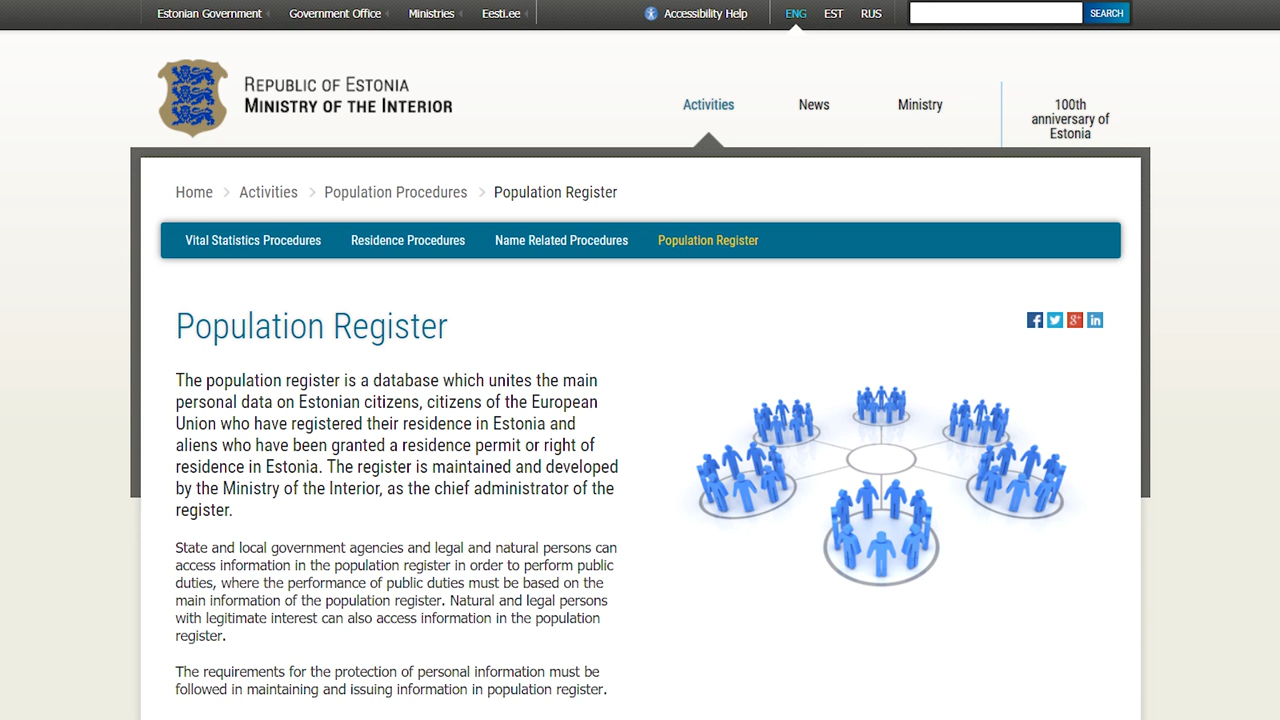 Estonian Government Government Office Ministries Eesti.ee Accessibility Help ENG EST RUS SEARCH
REPUBLIC OF ESTONIA
MINISTRY OF THE INTERIOR
Activities News Ministry
100th
anniversary of
Estonia
Home Activities Population Procedures Population Register
Vital Statistics Procedures Residence Procedures Name Related Procedures Population Register
Population Register
The population register is a database which unites the main
personal data on Estonian citizens, citizens of the European
Union who have registered their residence in Estonia and
aliens who have been granted a residence permit or right of
residence in Estonia. The register is maintained and developed
by the Ministry of the Interior, as the chief administrator of the
register.
State and local government agencies and legal and natural persons can
access information in the population register in order to perform public
duties, where the performance of public duties must be based on the
main information of the population register. Natural and legal persons
with legitimate interest can also access information in the population
register.
The requirements for the protection of personal information must be
followed in maintaining and issuing information in population register.